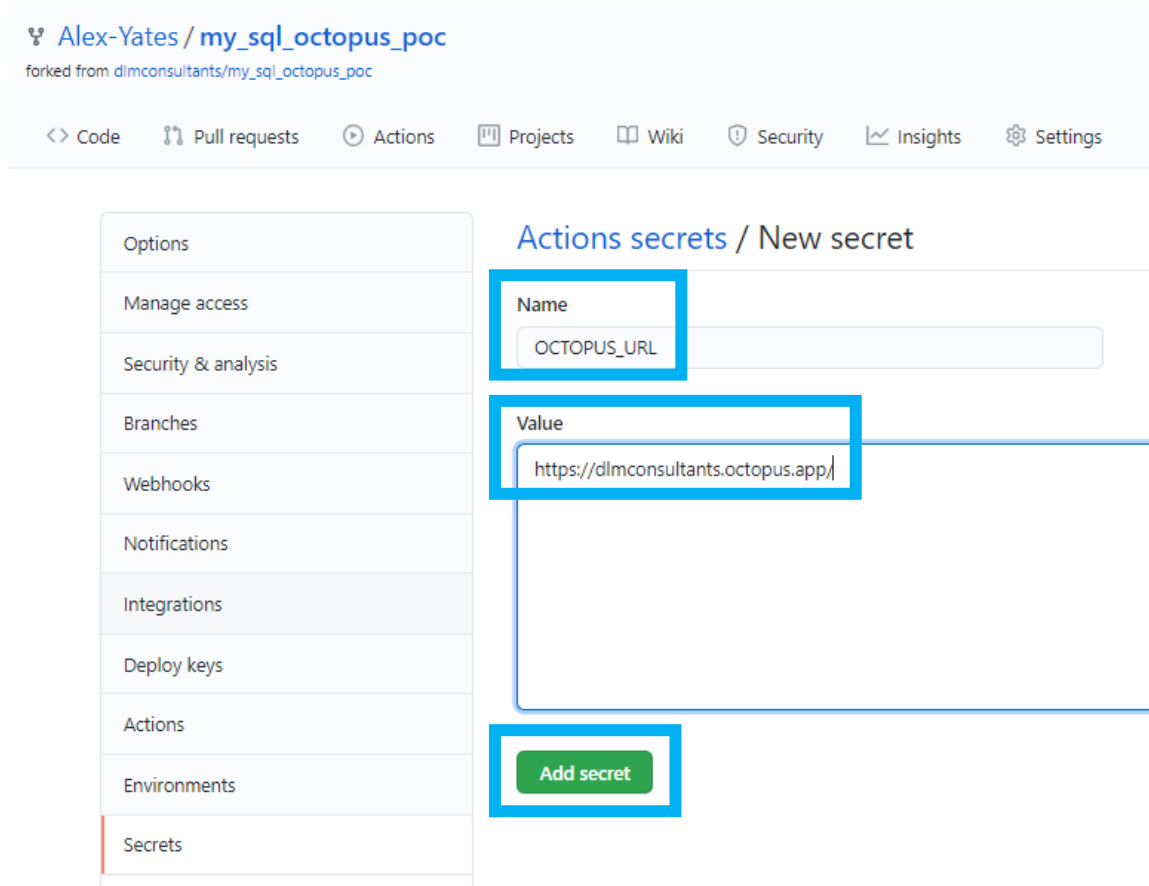 Alex-Yates / my_sql_octopus_poc
forked from dlmconsultants/my_sql_octopus_poc
<> Code Pull requests Actions Projects Wiki Security Insights Settings
Options
Manage access
Security & analysis
Branches
Webhooks
Notifications
Integrations
Deploy keys
Actions
Environments
Secrets
Actions secrets / New secret
Name
OCTOPUS_URL
Value
https://dlmconsultants.octopus.app/
Add secret